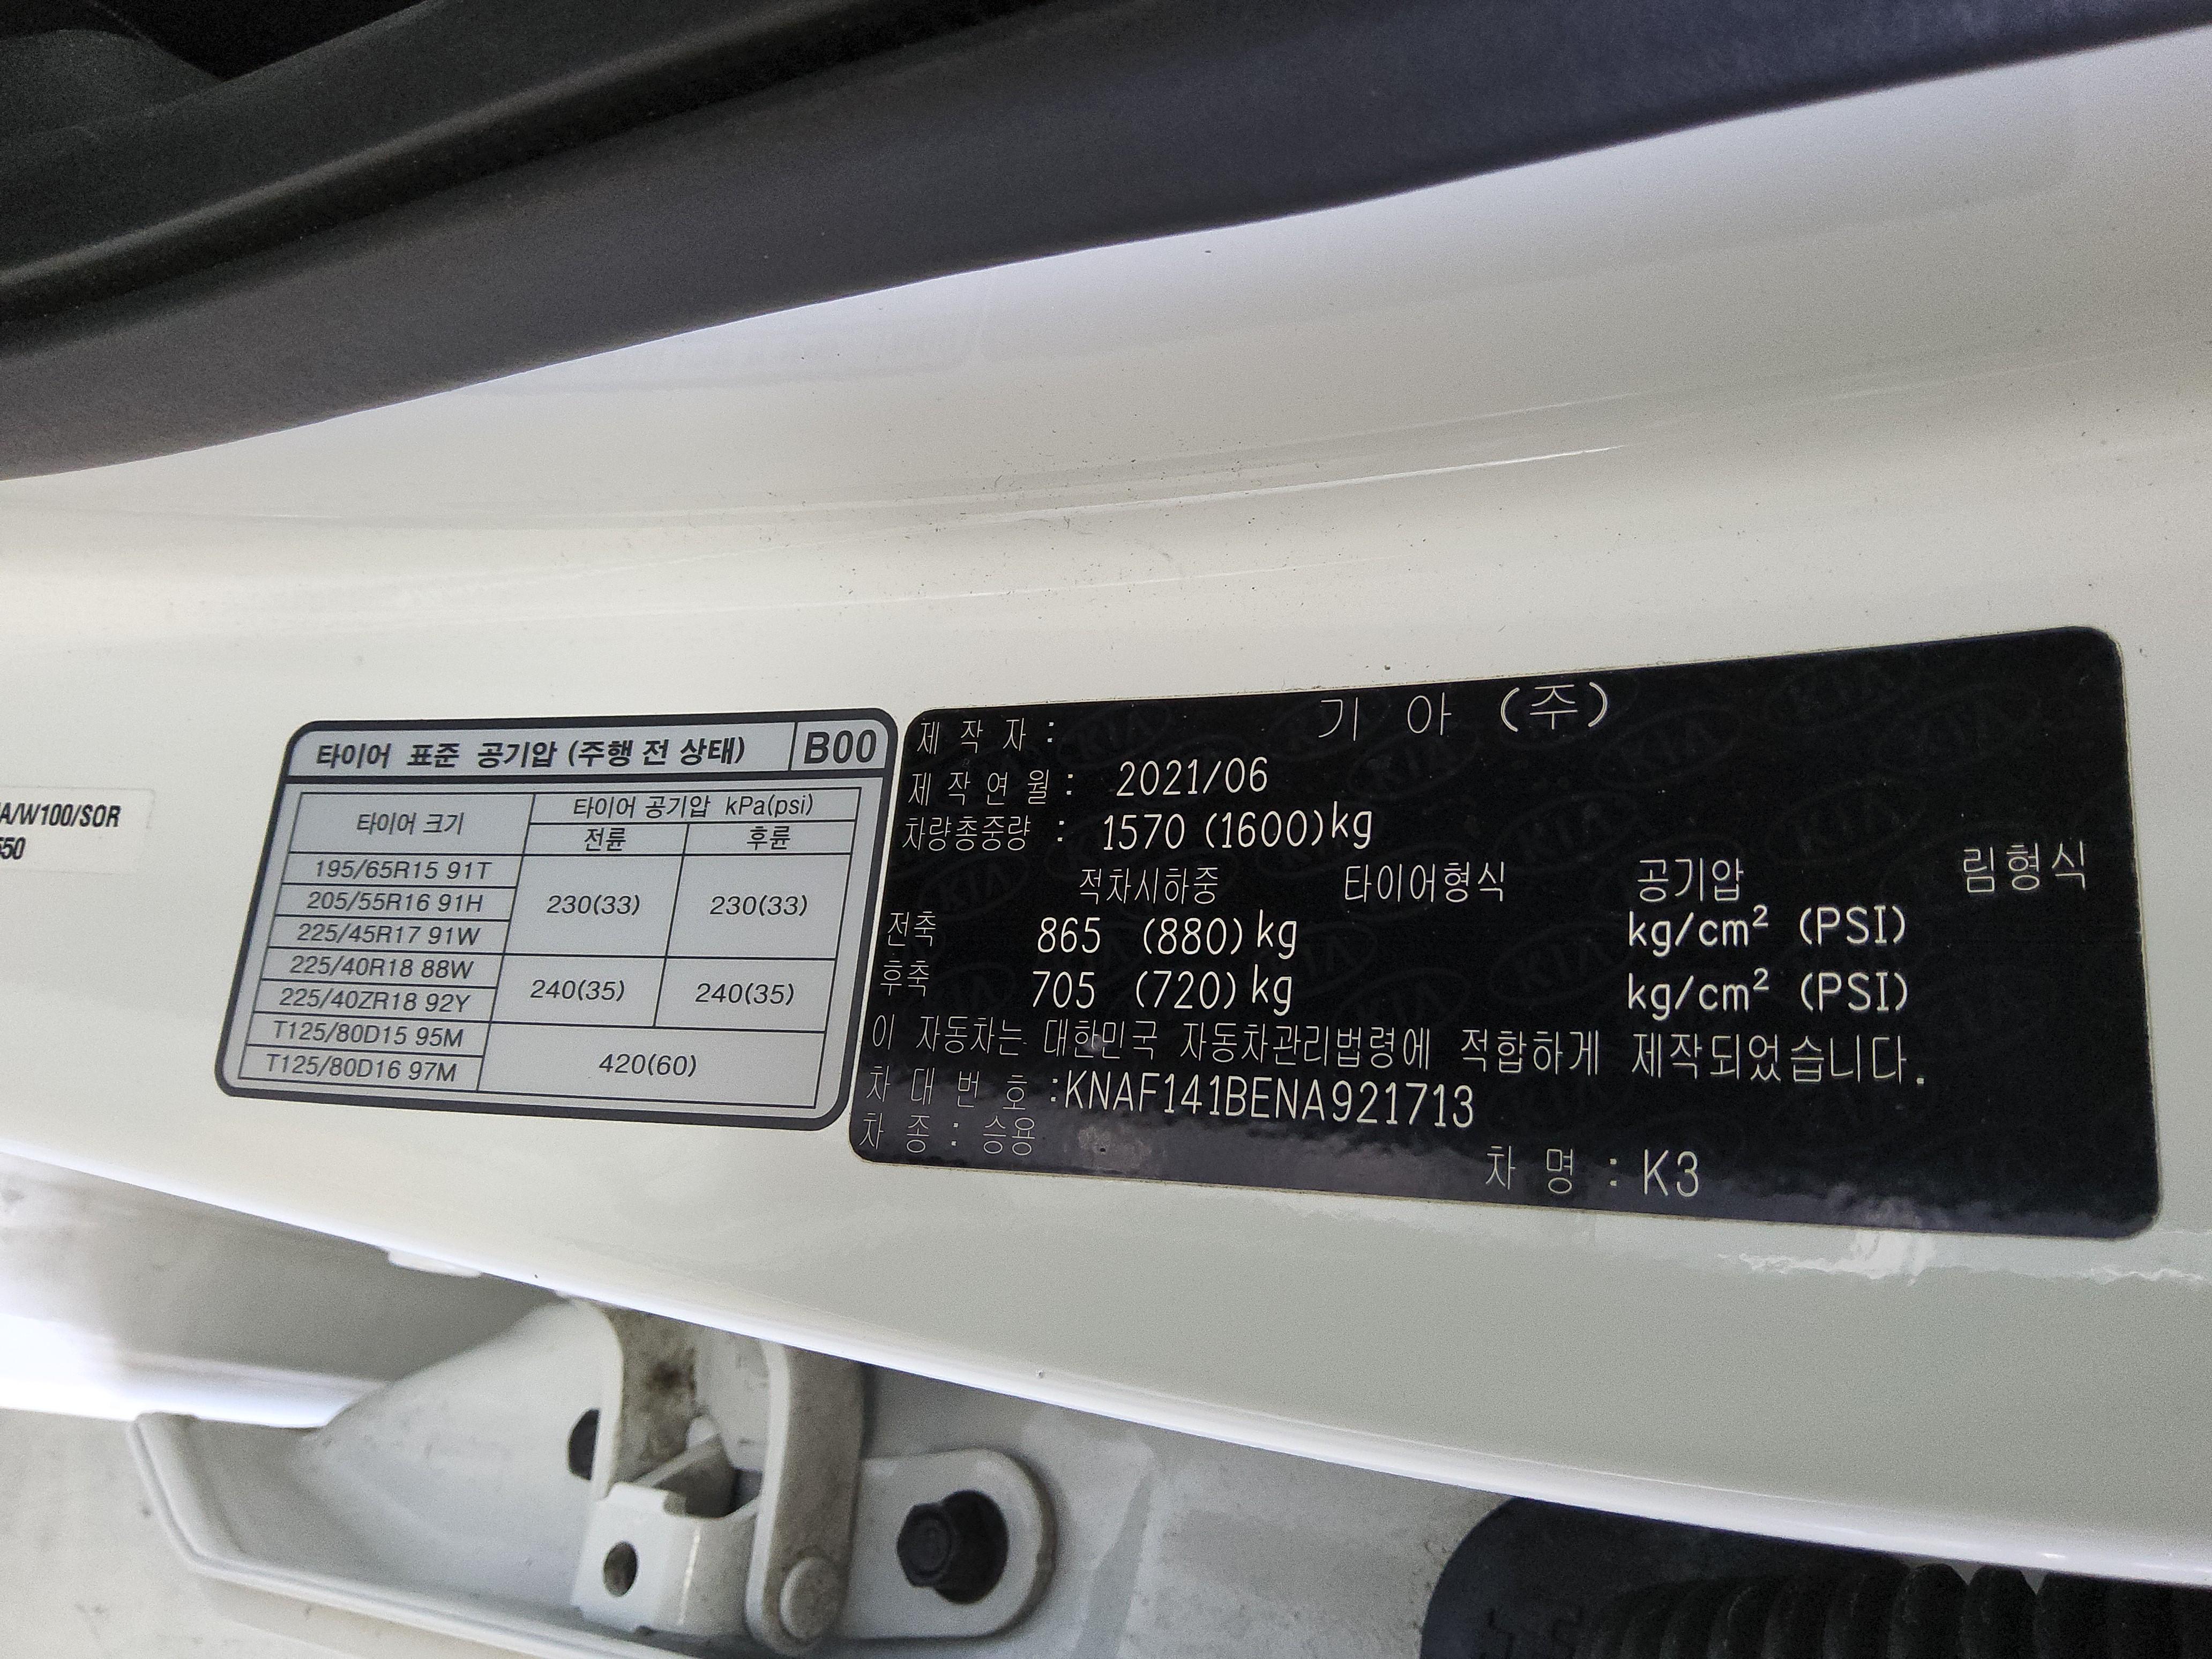 A/W100/SOR
550
타이어 표준 공기압 (주행 전 상태) B00
타이어 크기 타이어 공기압 kPa(psi)
전륜 후륜
195/65R15 91T
205/55R16 91H 230(33) 230(33)
225/45R17 91W
225/40R18 88W
240(35) 240(35)
225/40ZR18 92Y
T125/80D15 95M
420(60)
T125/80D16 97M
제 작 자 : 기 아 (주)
제 작 연 월 : 2021/06
차량총중량 : 1570 (1600)kg
적차시하중 타이어형식 공기압 림형식
전축 865 (880)kg kg/cm² (PSI)
후축 705 (720)kg kg/cm² (PSI)
이 자동차는 대한민국 자동차관리법령에 적합하게 제작되었습니다.
차 대 번 호 :KNAF141BENA921713
차 종 : 승용 차 명 : K3